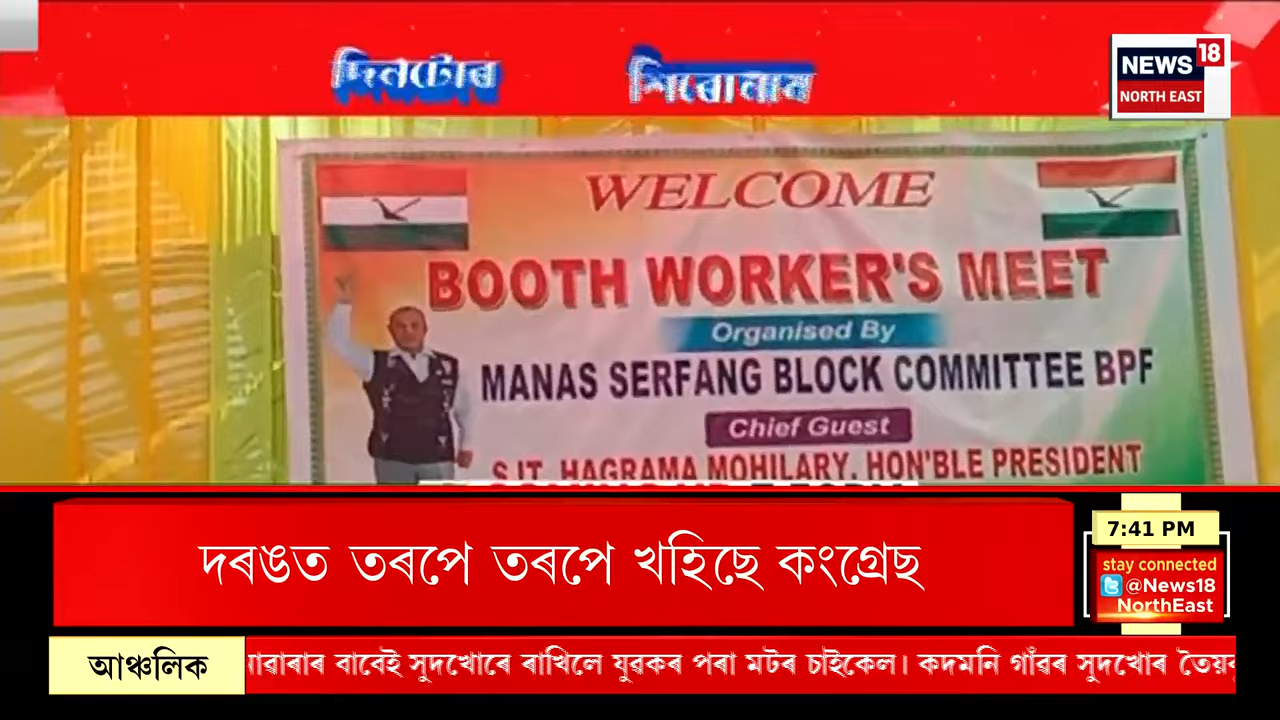 দিনটোৰ শিৰোনাম
NEWS 18
NORTH EAST
WELCOME
BOOTH WORKER'S MEET
Organised By
MANAS SERFANG BLOCK COMMITTEE BPF
Chief Guest
SJT. HAGRAMA MOHILARY, HON'BLE PRESIDENT
দৰঙত তৰপে তৰপে খহিছে কংগ্ৰেছ
7:41 PM
stay connected
@News18
NorthEast
আঞ্চলিক
বাবেই সুদখোৰে ৰাখিলে যুৱকৰ পৰা মটৰ চাইকেল। কদমনি গাঁৱৰ সুদখোৰ